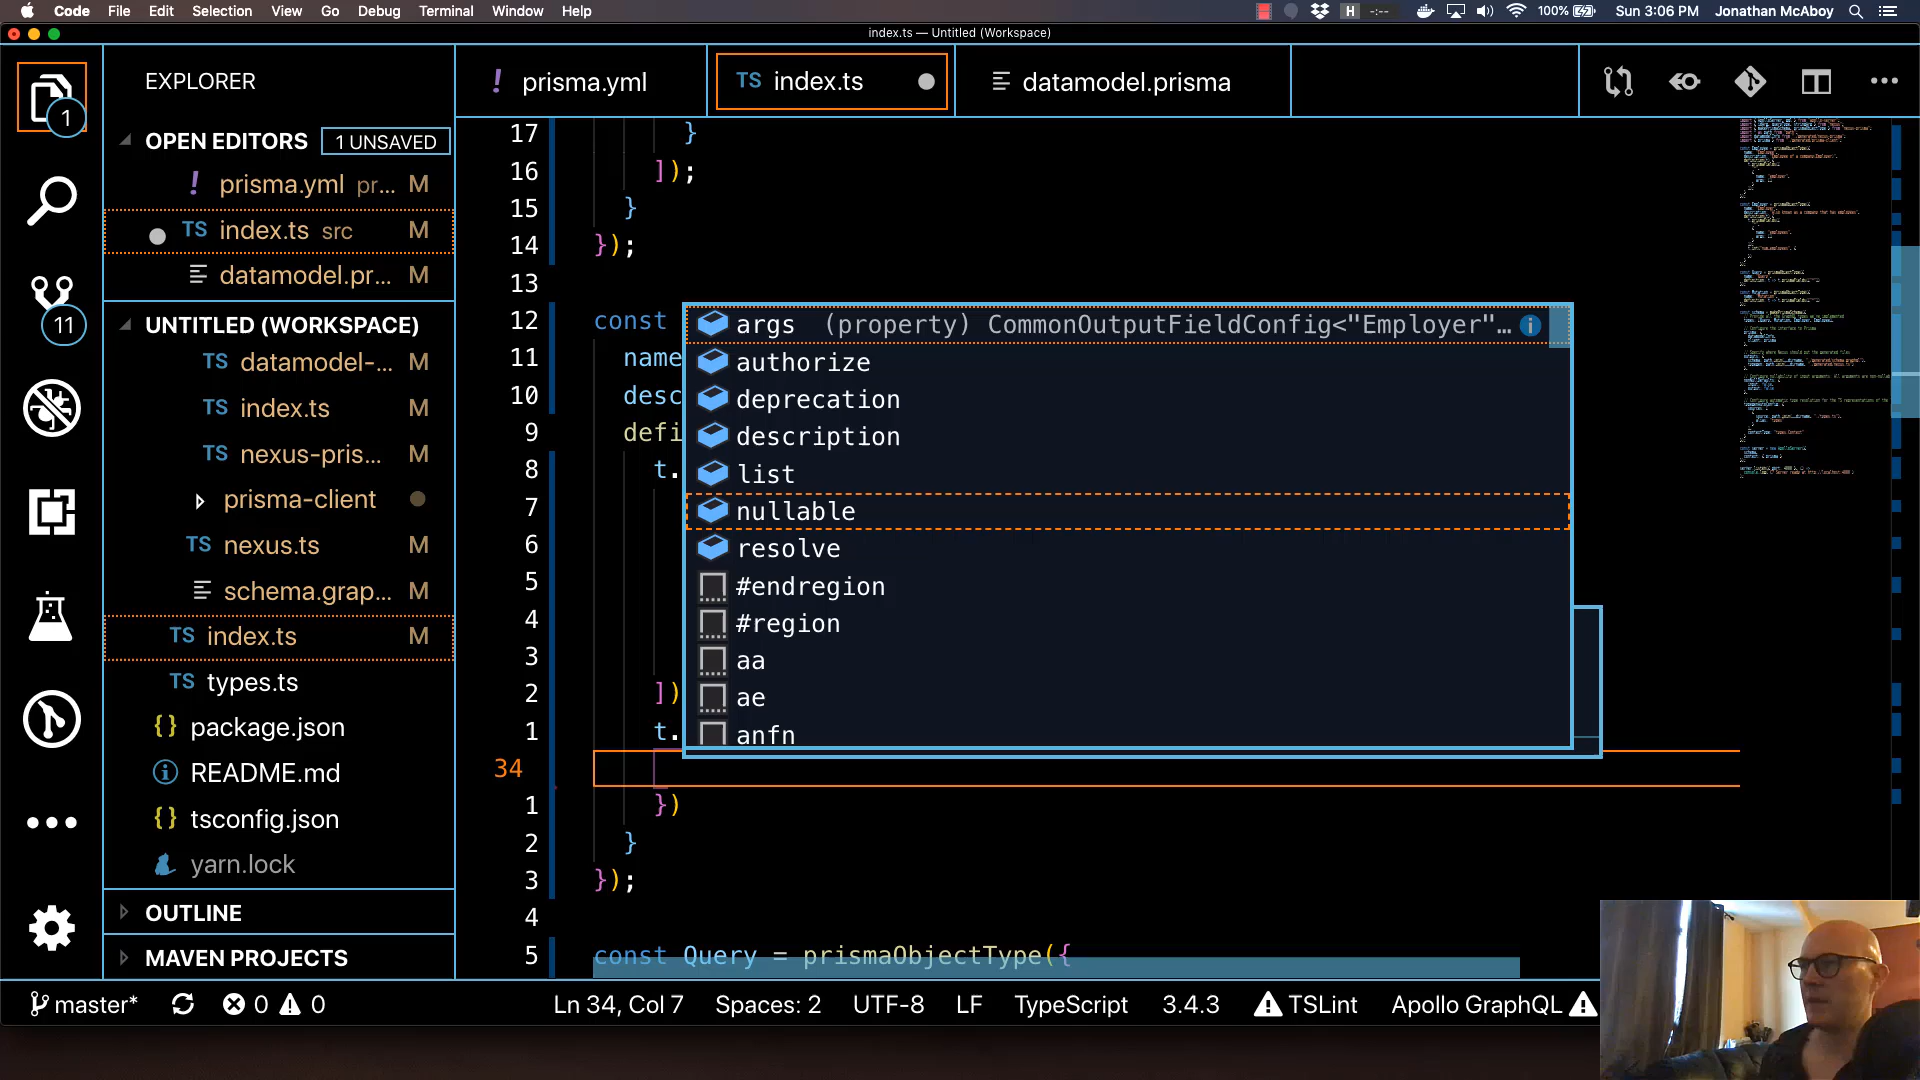 Code File Edit Selection View Go Debug Terminal Window Help
H -:-- 100% Sun 3:06 PM Jonathan McAboy
index.ts — Untitled (Workspace)
EXPLORER
! prisma.yml
TS index.ts
datamodel.prisma
1
OPEN EDITORS 1 UNSAVED
! prisma.yml pr... M
TS index.ts src M
datamodel.pr... M
11
UNTITLED (WORKSPACE)
TS datamodel-... M
TS index.ts M
TS nexus-pris... M
prisma-client
TS nexus.ts M
schema.grap... M
TS index.ts M
TS types.ts
{} package.json
README.md
{} tsconfig.json
yarn.lock
OUTLINE
MAVEN PROJECTS
17 }
16 ]);
15 }
14 });
13
12 const
11 name
10 desc
9 defi
8 t.
7
6
5
4
3
2 ])
1 t.
34
1 })
2 }
3 });
4
5 const Query = prismaObjectType({
args (property) CommonOutputFieldConfig<"Employer"...
authorize
deprecation
description
list
nullable
resolve
#endregion
#region
aa
ae
anfn
master* 0 0 Ln 34, Col 7 Spaces: 2 UTF-8 LF TypeScript 3.4.3 TSLint Apollo GraphQL